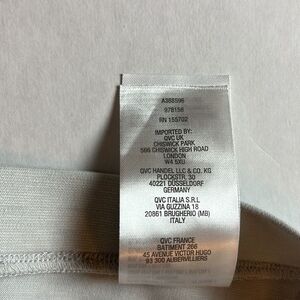 A388596
978156
RN 155702
IMPORTED BY:
QVC UK
CHISWICK PARK
566 CHISWICK HIGH ROAD
LONDON
W4 5XU
QVC HANDEL LLC & CO. KG
PLOCKSTR. 30
40221 DUSSELDORF
GERMANY
QVC ITALIA S.R.L
VIA GUZZINA 18
20861 BRUGHERIO (MB)
ITALY
QVC FRANCE
BATIMENT 266
45 AVENUE VICTOR HUGO
93 300 AUBERVILLIERS